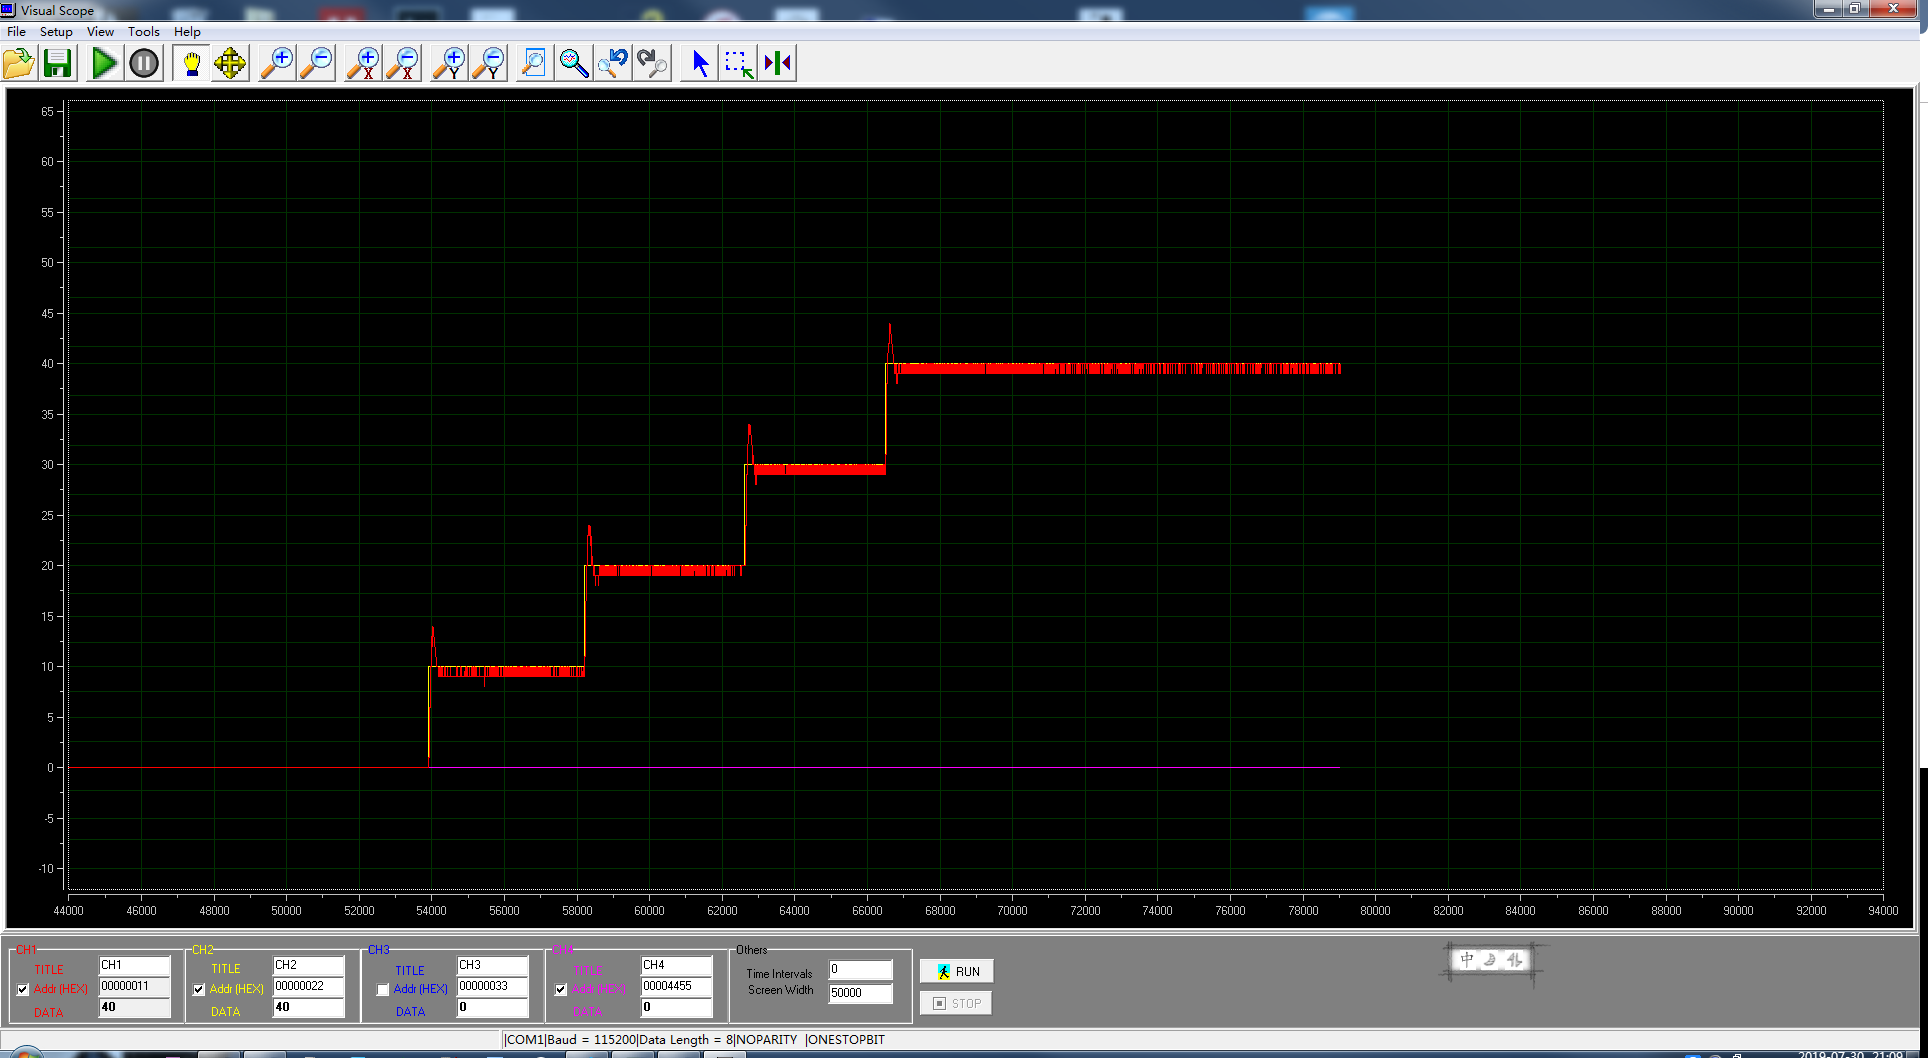 Visual Scope
File Setup View Tools Help
65
60
55
50
45
40
35
30
25
20
15
10
5
0
-5
-10
44000 46000 48000 50000 52000 54000 56000 58000 60000 62000 64000 66000 68000 70000 72000 74000 76000 78000 80000 82000 84000 86000 88000 90000 92000 94000
CH1
TITLE CH1
Addr(HEX) 00000011
DATA 40
CH2
TITLE CH2
Addr(HEX) 00000022
DATA 40
CH3
TITLE CH3
Addr(HEX) 00000033
DATA 0
CH4
TITLE CH4
Addr(HEX) 00004455
DATA 0
Others
Time Intervals 0
Screen Width 50000
RUN
STOP
中
|COM1|Baud = 115200|Data Length = 8|NOPARITY |ONESTOPBIT
2019-07-30 21:09